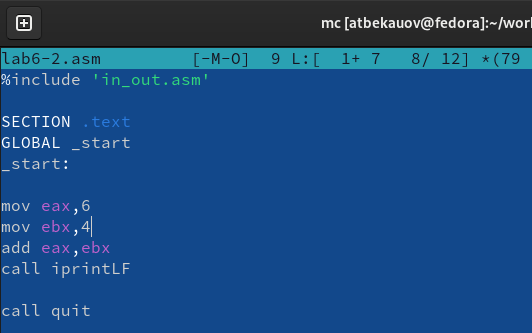 mc [atbekauov@fedora]:~/wor
lab6-2.asm [-M-O] 9 L:[ 1+ 7 8/ 12] *(79
%include 'in_out.asm'
SECTION .text
GLOBAL _start
_start:
mov eax,6
mov ebx,4
add eax,ebx
call iprintLF
call quit